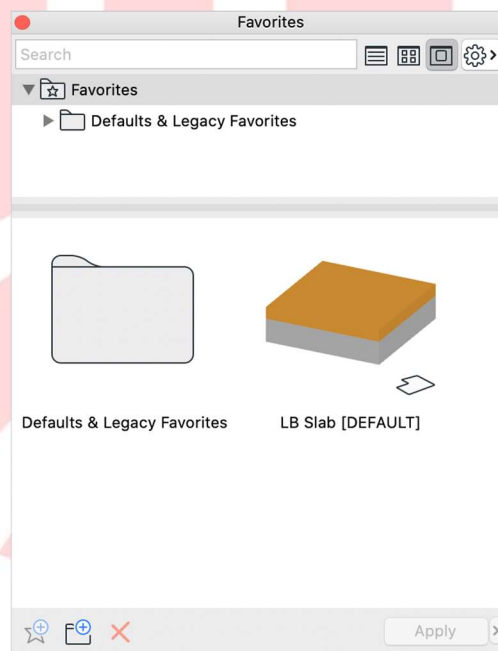 Favorites
Search
Favorites
Defaults & Legacy Favorites
Defaults & Legacy Favorites
LB Slab [DEFAULT]
Apply